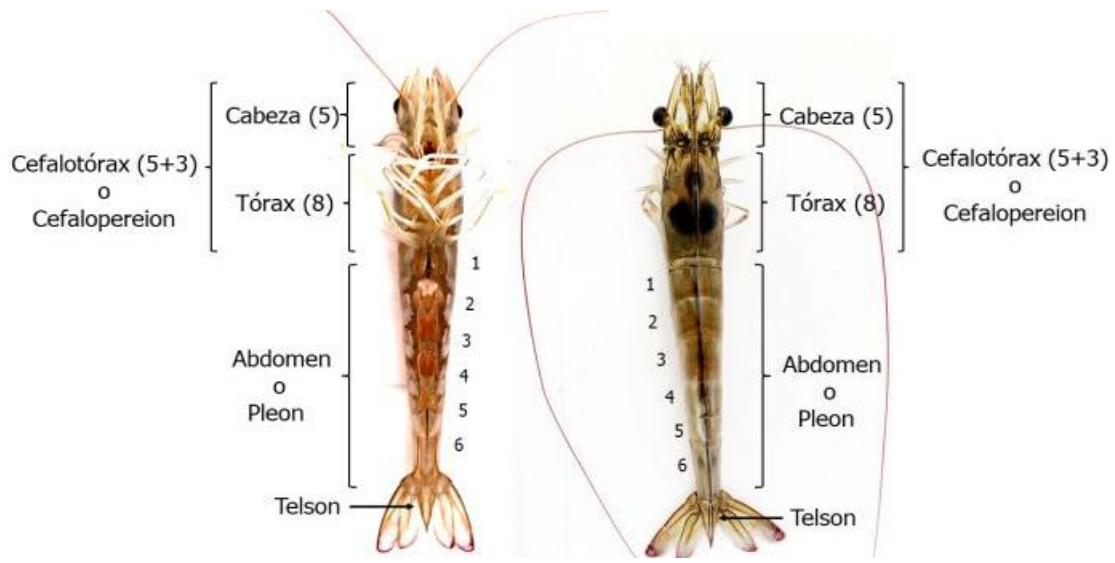 Cabeza (5)
Cefalotórax (5+3)
o
Cefalopereion
Tórax (8)
1
2
3
4
5
6
Abdomen
o
Pleon
Telson
Cabeza (5)
Cefalotórax (5+3)
o
Cefalopereion
Tórax (8)
1
2
3
4
5
6
Abdomen
o
Pleon
Telson